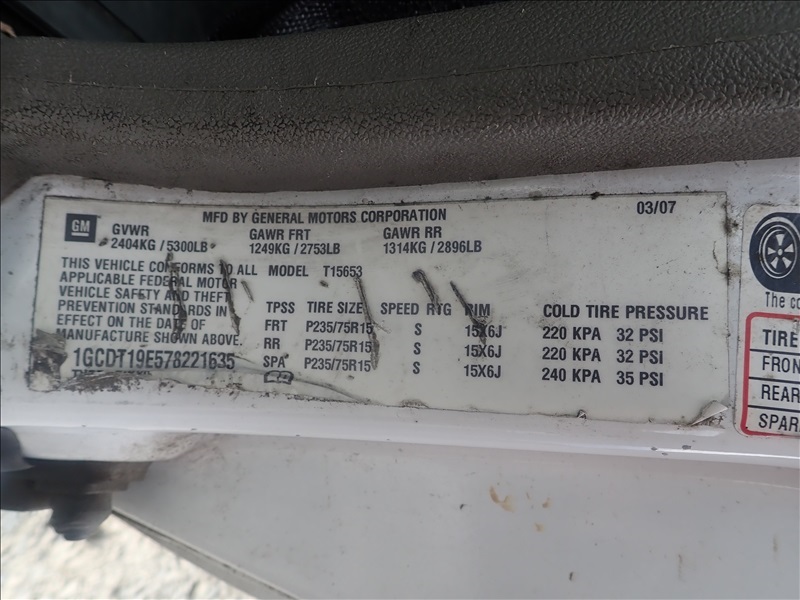 MFD BY GENERAL MOTORS CORPORATION
03/07
GM
GVWR GAWR FRT GAWR RR
2404KG / 5300LB 1249KG / 2753LB 1314KG / 2896LB
THIS VEHICLE CONFORMS TO ALL MODEL T15653
APPLICABLE FEDERAL MOTOR
VEHICLE SAFETY AND THEFT
PREVENTION STANDARDS IN
EFFECT ON THE DATE OF
MANUFACTURE SHOWN ABOVE.
1GCDT19E578221635
TPSS TIRE SIZE SPEED RTG RIM COLD TIRE PRESSURE
FRT P235/75R15 S 15X6J 220 KPA 32 PSI
RR P235/75R15 S 15X6J 220 KPA 32 PSI
SPA P235/75R15 S 15X6J 240 KPA 35 PSI
The co
TIRE
FRON
REAR
SPAR